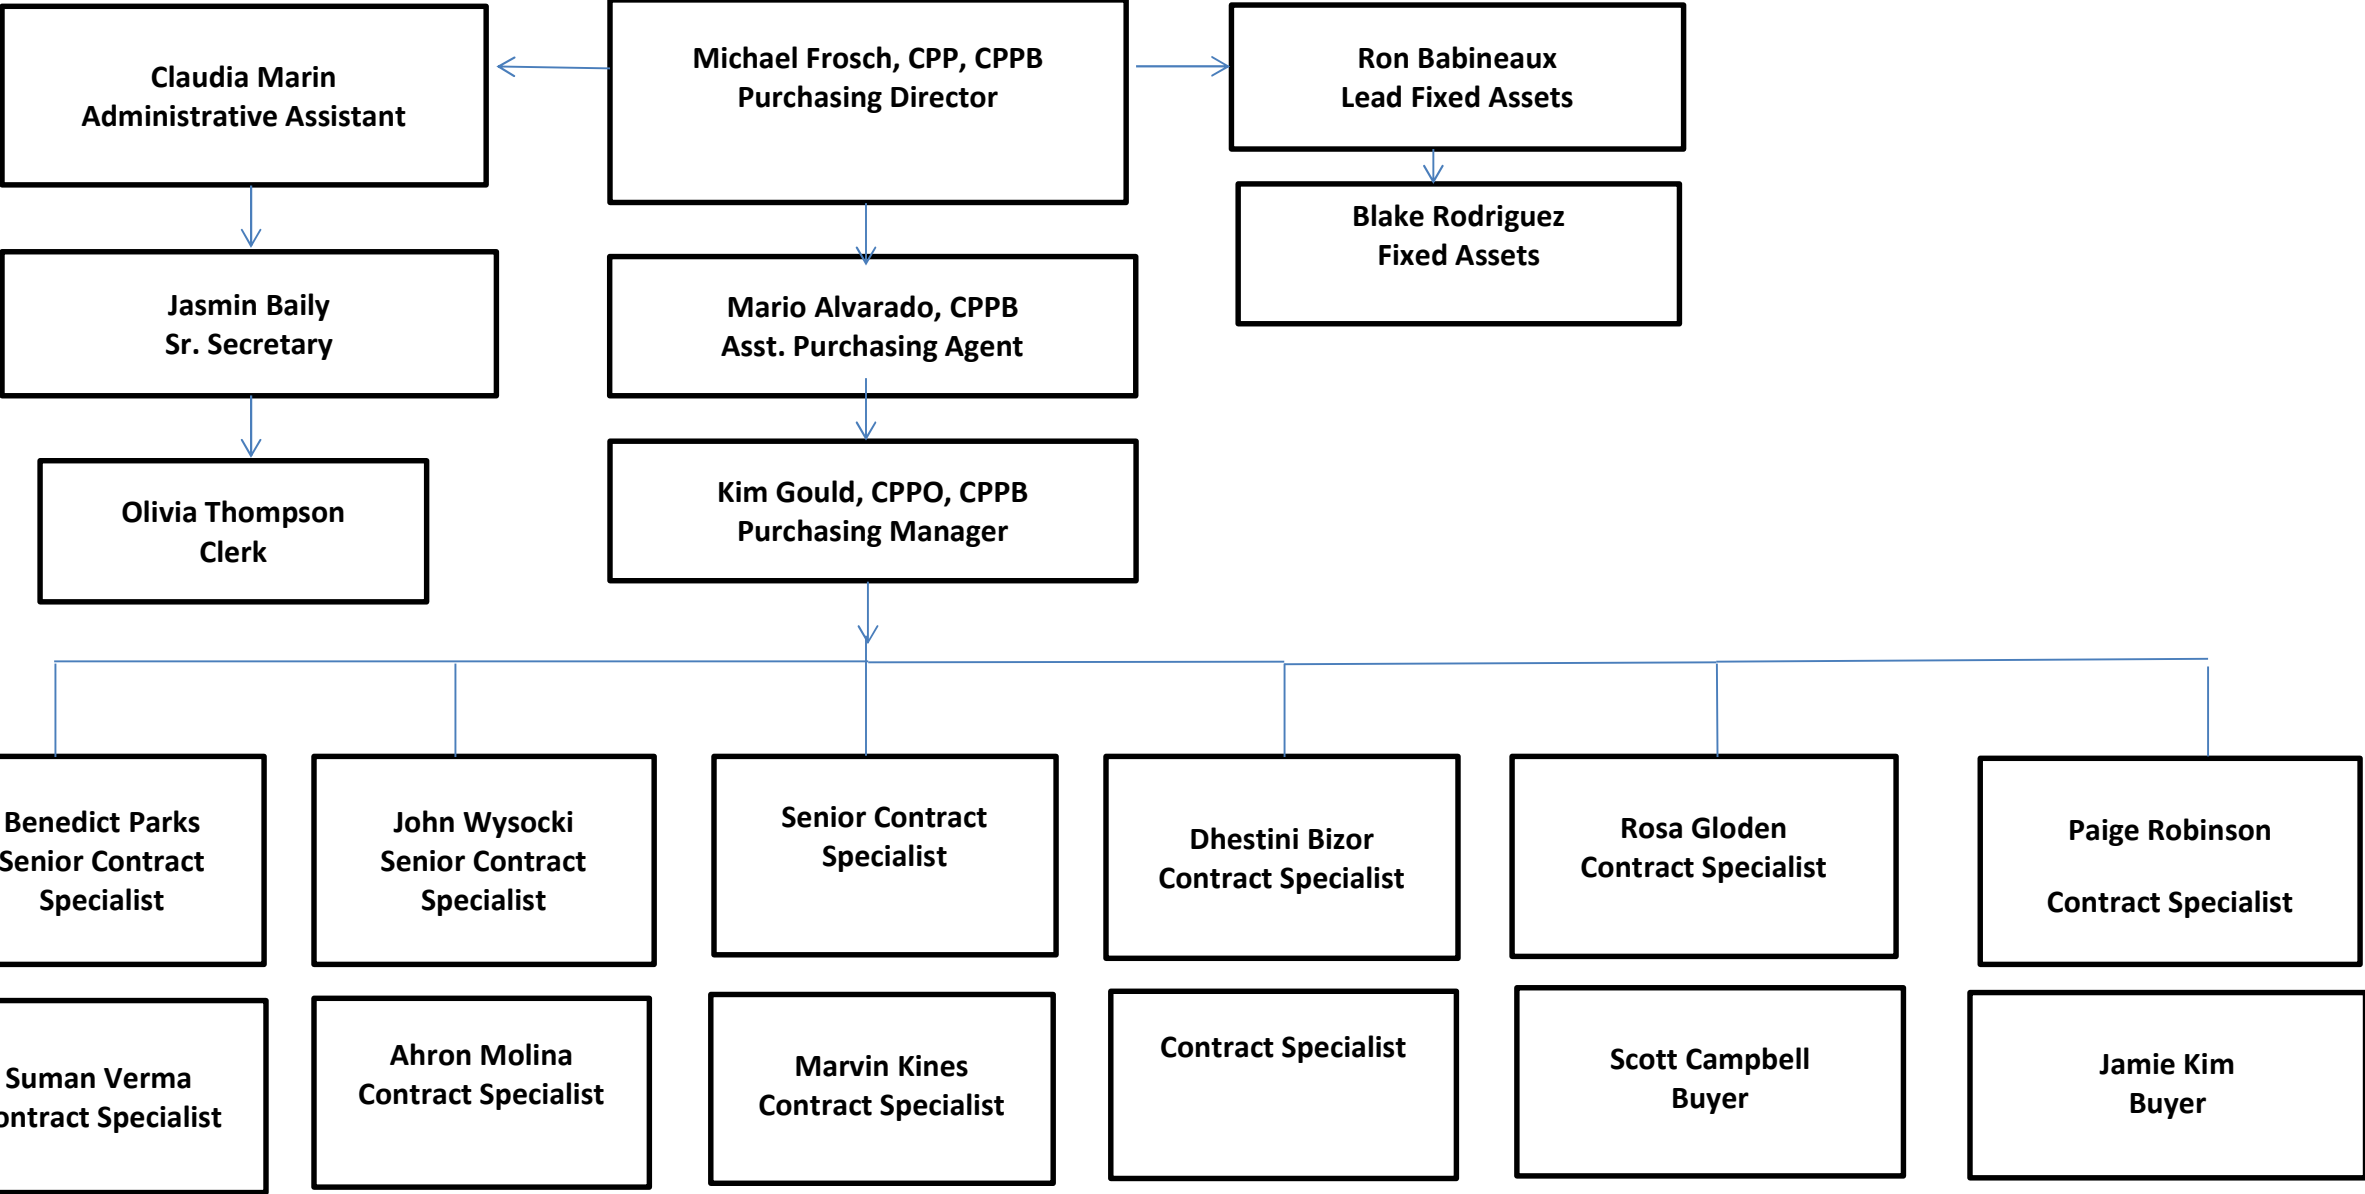 Claudia Marin
Administrative Assistant
Michael Frosch, CPP, CPPB
Purchasing Director
Ron Babineaux
Lead Fixed Assets
Blake Rodriguez
Fixed Assets
Jasmin Baily
Sr. Secretary
Mario Alvarado, CPPB
Asst. Purchasing Agent
Olivia Thompson
Clerk
Kim Gould, CPPO, CPPB
Purchasing Manager
Benedict Parks
Senior Contract
Specialist
John Wysocki
Senior Contract
Specialist
Senior Contract
Specialist
Dhestini Bizor
Contract Specialist
Rosa Gloden
Contract Specialist
Paige Robinson
Contract Specialist
Suman Verma
ontract Specialist
Ahron Molina
Contract Specialist
Marvin Kines
Contract Specialist
Contract Specialist
Scott Campbell
Buyer
Jamie Kim
Buyer